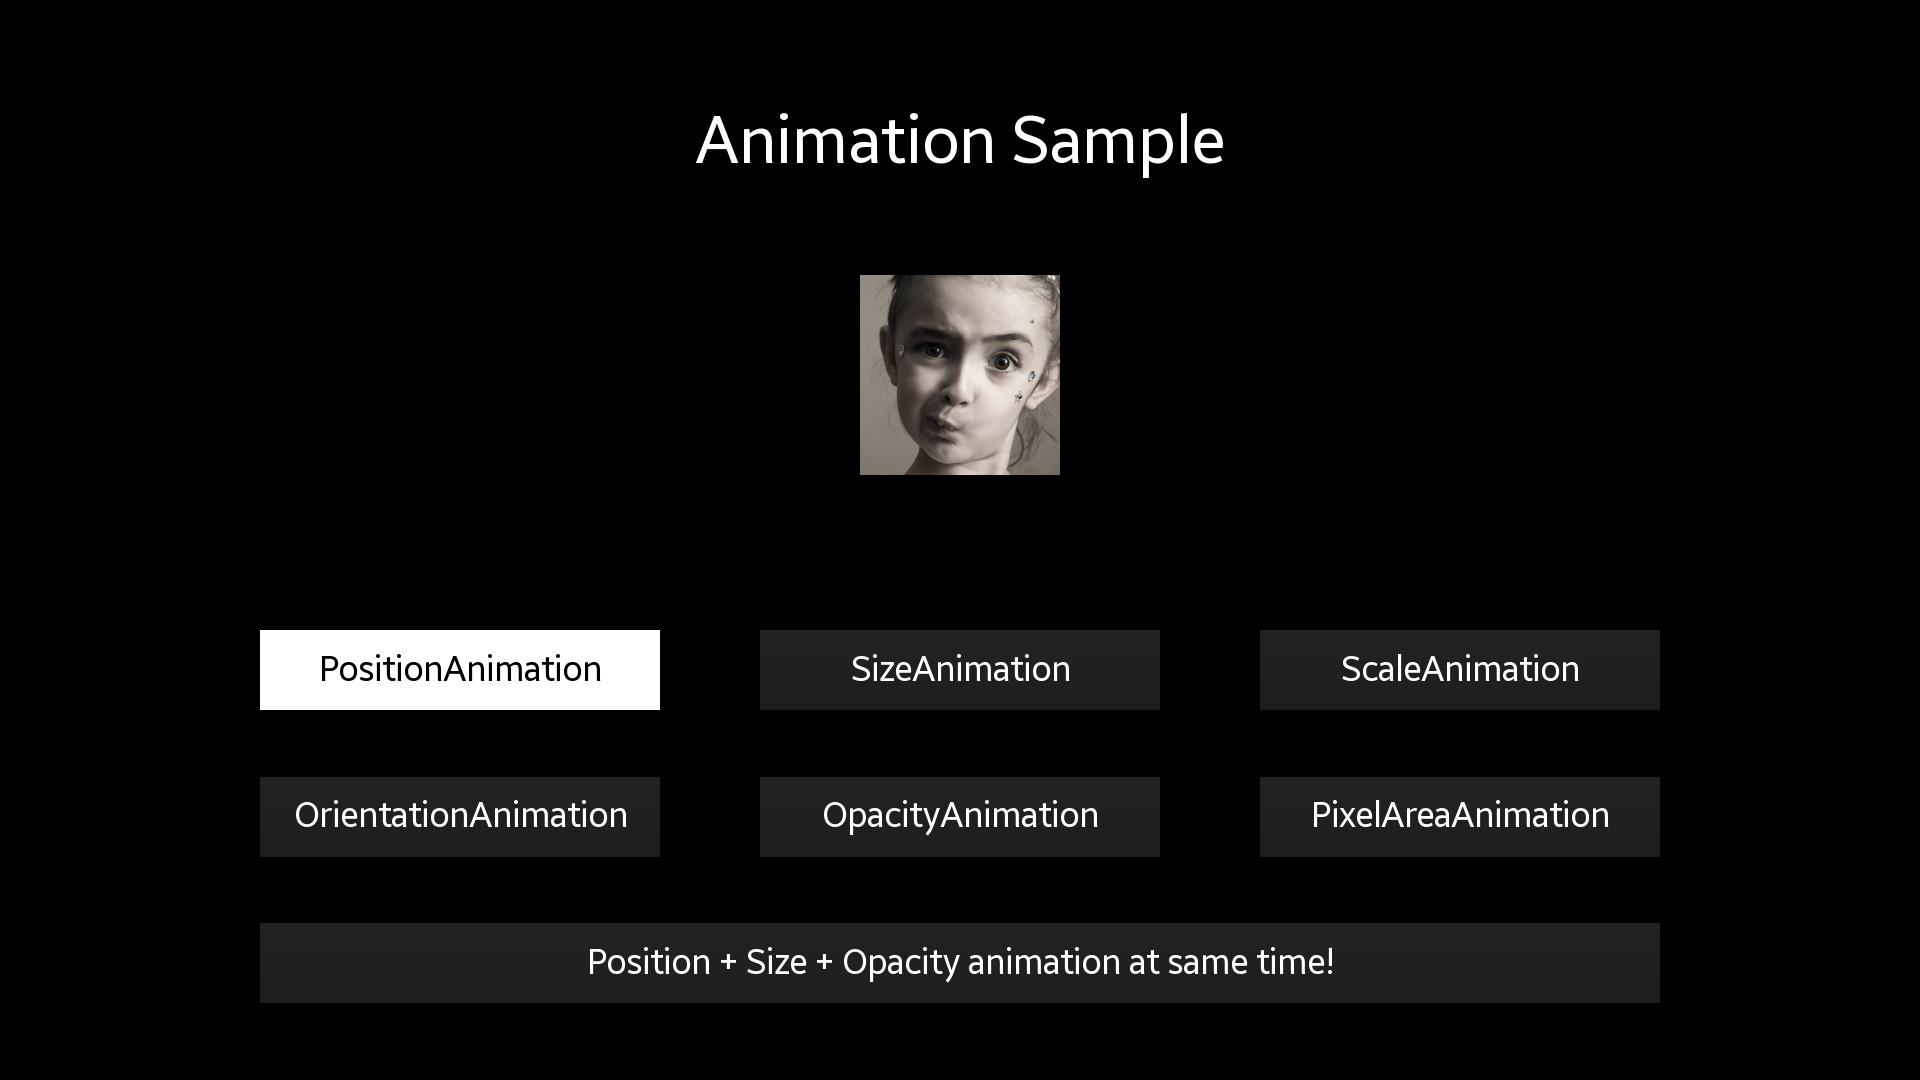 Animation Sample
PositionAnimation
SizeAnimation
ScaleAnimation
OrientationAnimation
OpacityAnimation
PixelAreaAnimation
Position + Size + Opacity animation at same time!